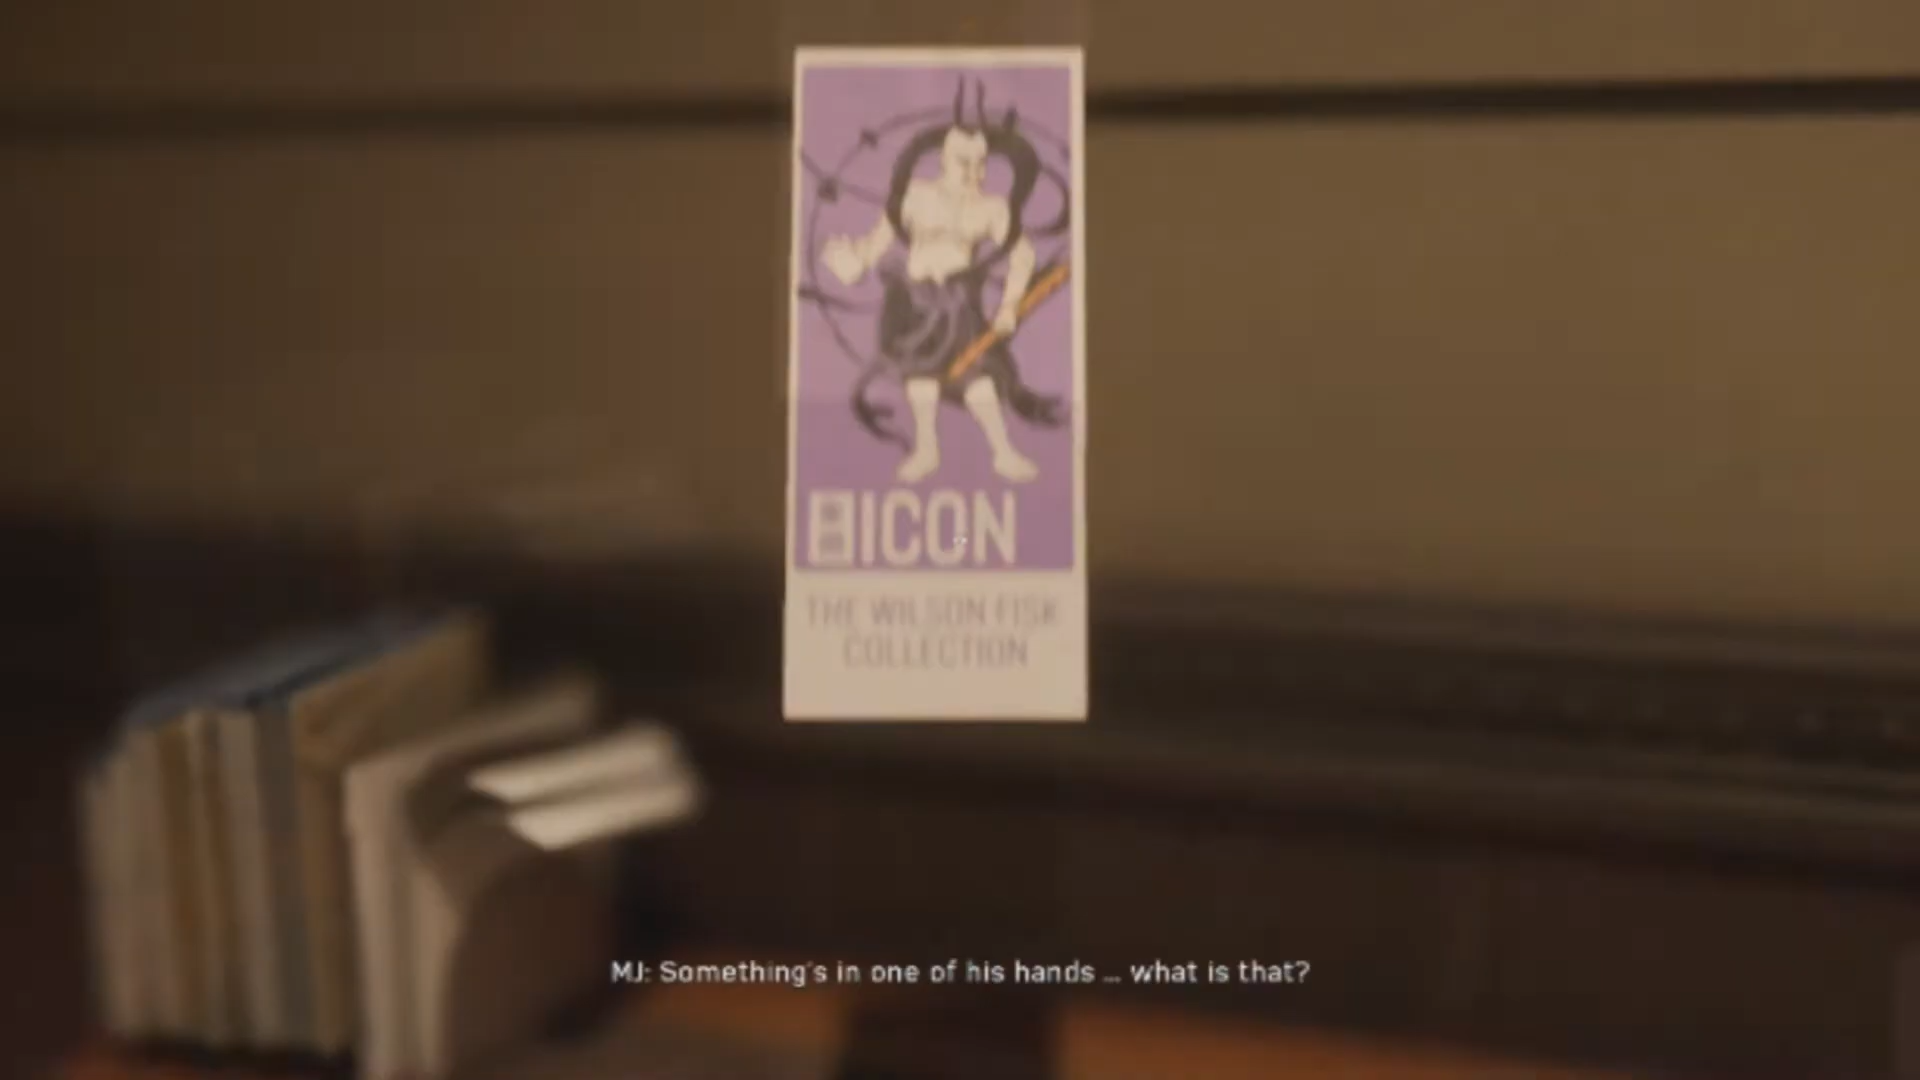 ICON
THE WILSON FISK
COLLECTION
MJ: Something's in one of his hands ... what is that?